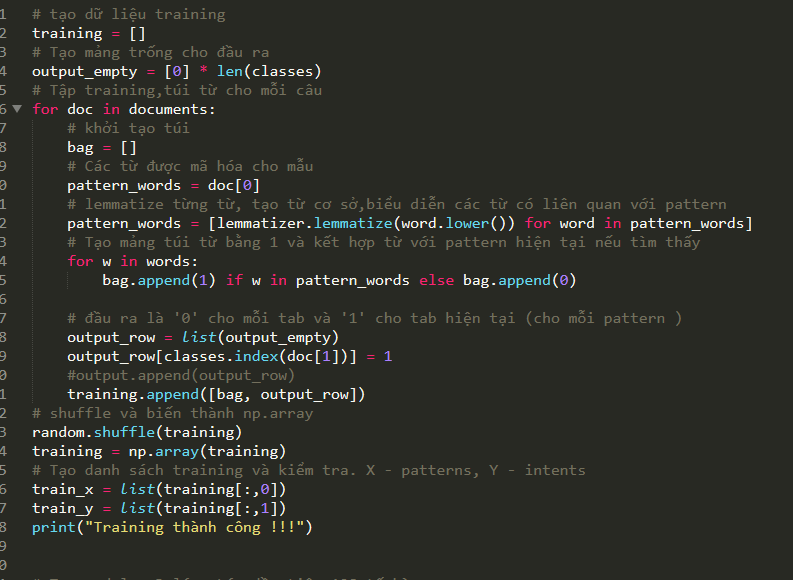 1 # tạo dữ liệu training
2 training = []
3 # Tạo mảng trống cho đầu ra
4 output_empty = [0] * len(classes)
5 # Tập training,túi từ cho mỗi câu
6 for doc in documents:
7 # khởi tạo túi
8 bag = []
9 # Các từ được mã hóa cho mẫu
0 pattern_words = doc[0]
1 # lemmatize từng từ, tạo từ cơ sở,biểu diễn các từ có liên quan với pattern
2 pattern_words = [lemmatizer.lemmatize(word.lower()) for word in pattern_words]
3 # Tạo mảng túi từ bằng 1 và kết hợp từ với pattern hiện tại nếu tìm thấy
4 for w in words:
5 bag.append(1) if w in pattern_words else bag.append(0)
6
7 # đầu ra là '0' cho mỗi tab và '1' cho tab hiện tại (cho mỗi pattern )
8 output_row = list(output_empty)
9 output_row[classes.index(doc[1])] = 1
0 #output.append(output_row)
1 training.append([bag, output_row])
2 # shuffle và biến thành np.array
3 random.shuffle(training)
4 training = np.array(training)
5 # Tạo danh sách training và kiểm tra. X - patterns, Y - intents
6 train_x = list(training[:,0])
7 train_y = list(training[:,1])
8 print("Training thành công !!!")
9
0